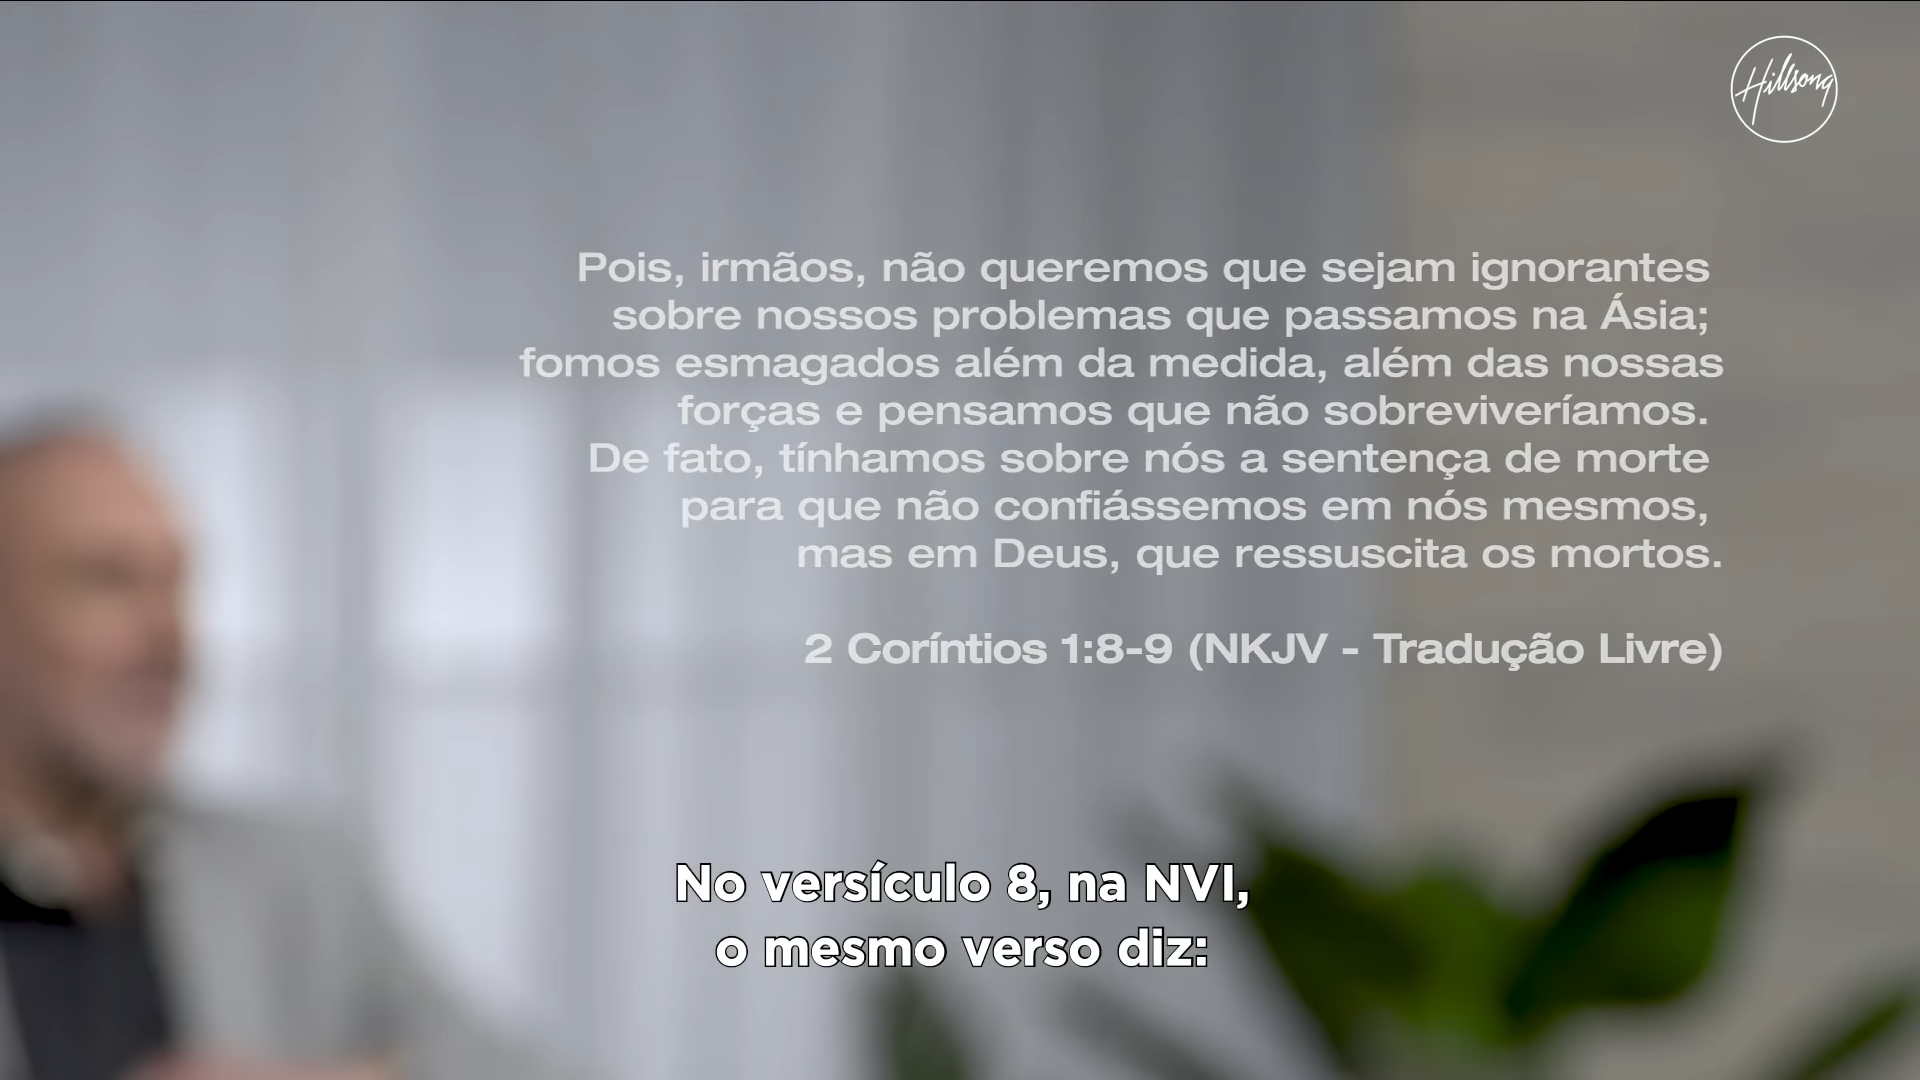 Hillsong
Pois, irmãos, não queremos que sejam ignorantes
sobre nossos problemas que passamos na Ásia;
fomos esmagados além da medida, além das nossas
forças e pensamos que não sobreviveríamos.
De fato, tínhamos sobre nós a sentença de morte
para que não confiássemos em nós mesmos,
mas em Deus, que ressuscita os mortos.
2 Coríntios 1:8-9 (NKJV - Tradução Livre)
No versículo 8, na NVI,
o mesmo verso diz: